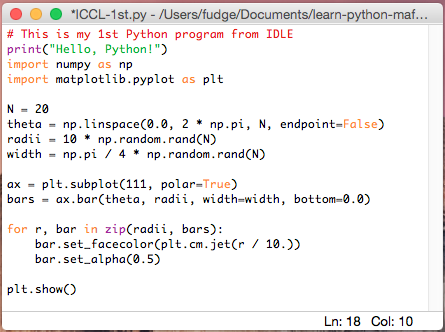 *ICCL-1st.py - /Users/fudge/Documents/learn-python-maf...
# This is my 1st Python program from IDLE
print("Hello, Python!")
import numpy as np
import matplotlib.pyplot as plt

N = 20
theta = np.linspace(0.0, 2 * np.pi, N, endpoint=False)
radii = 10 * np.random.rand(N)
width = np.pi / 4 * np.random.rand(N)

ax = plt.subplot(111, polar=True)
bars = ax.bar(theta, radii, width=width, bottom=0.0)

for r, bar in zip(radii, bars):
    bar.set_facecolor(plt.cm.jet(r / 10.))
    bar.set_alpha(0.5)

plt.show()
Ln: 18 Col: 10